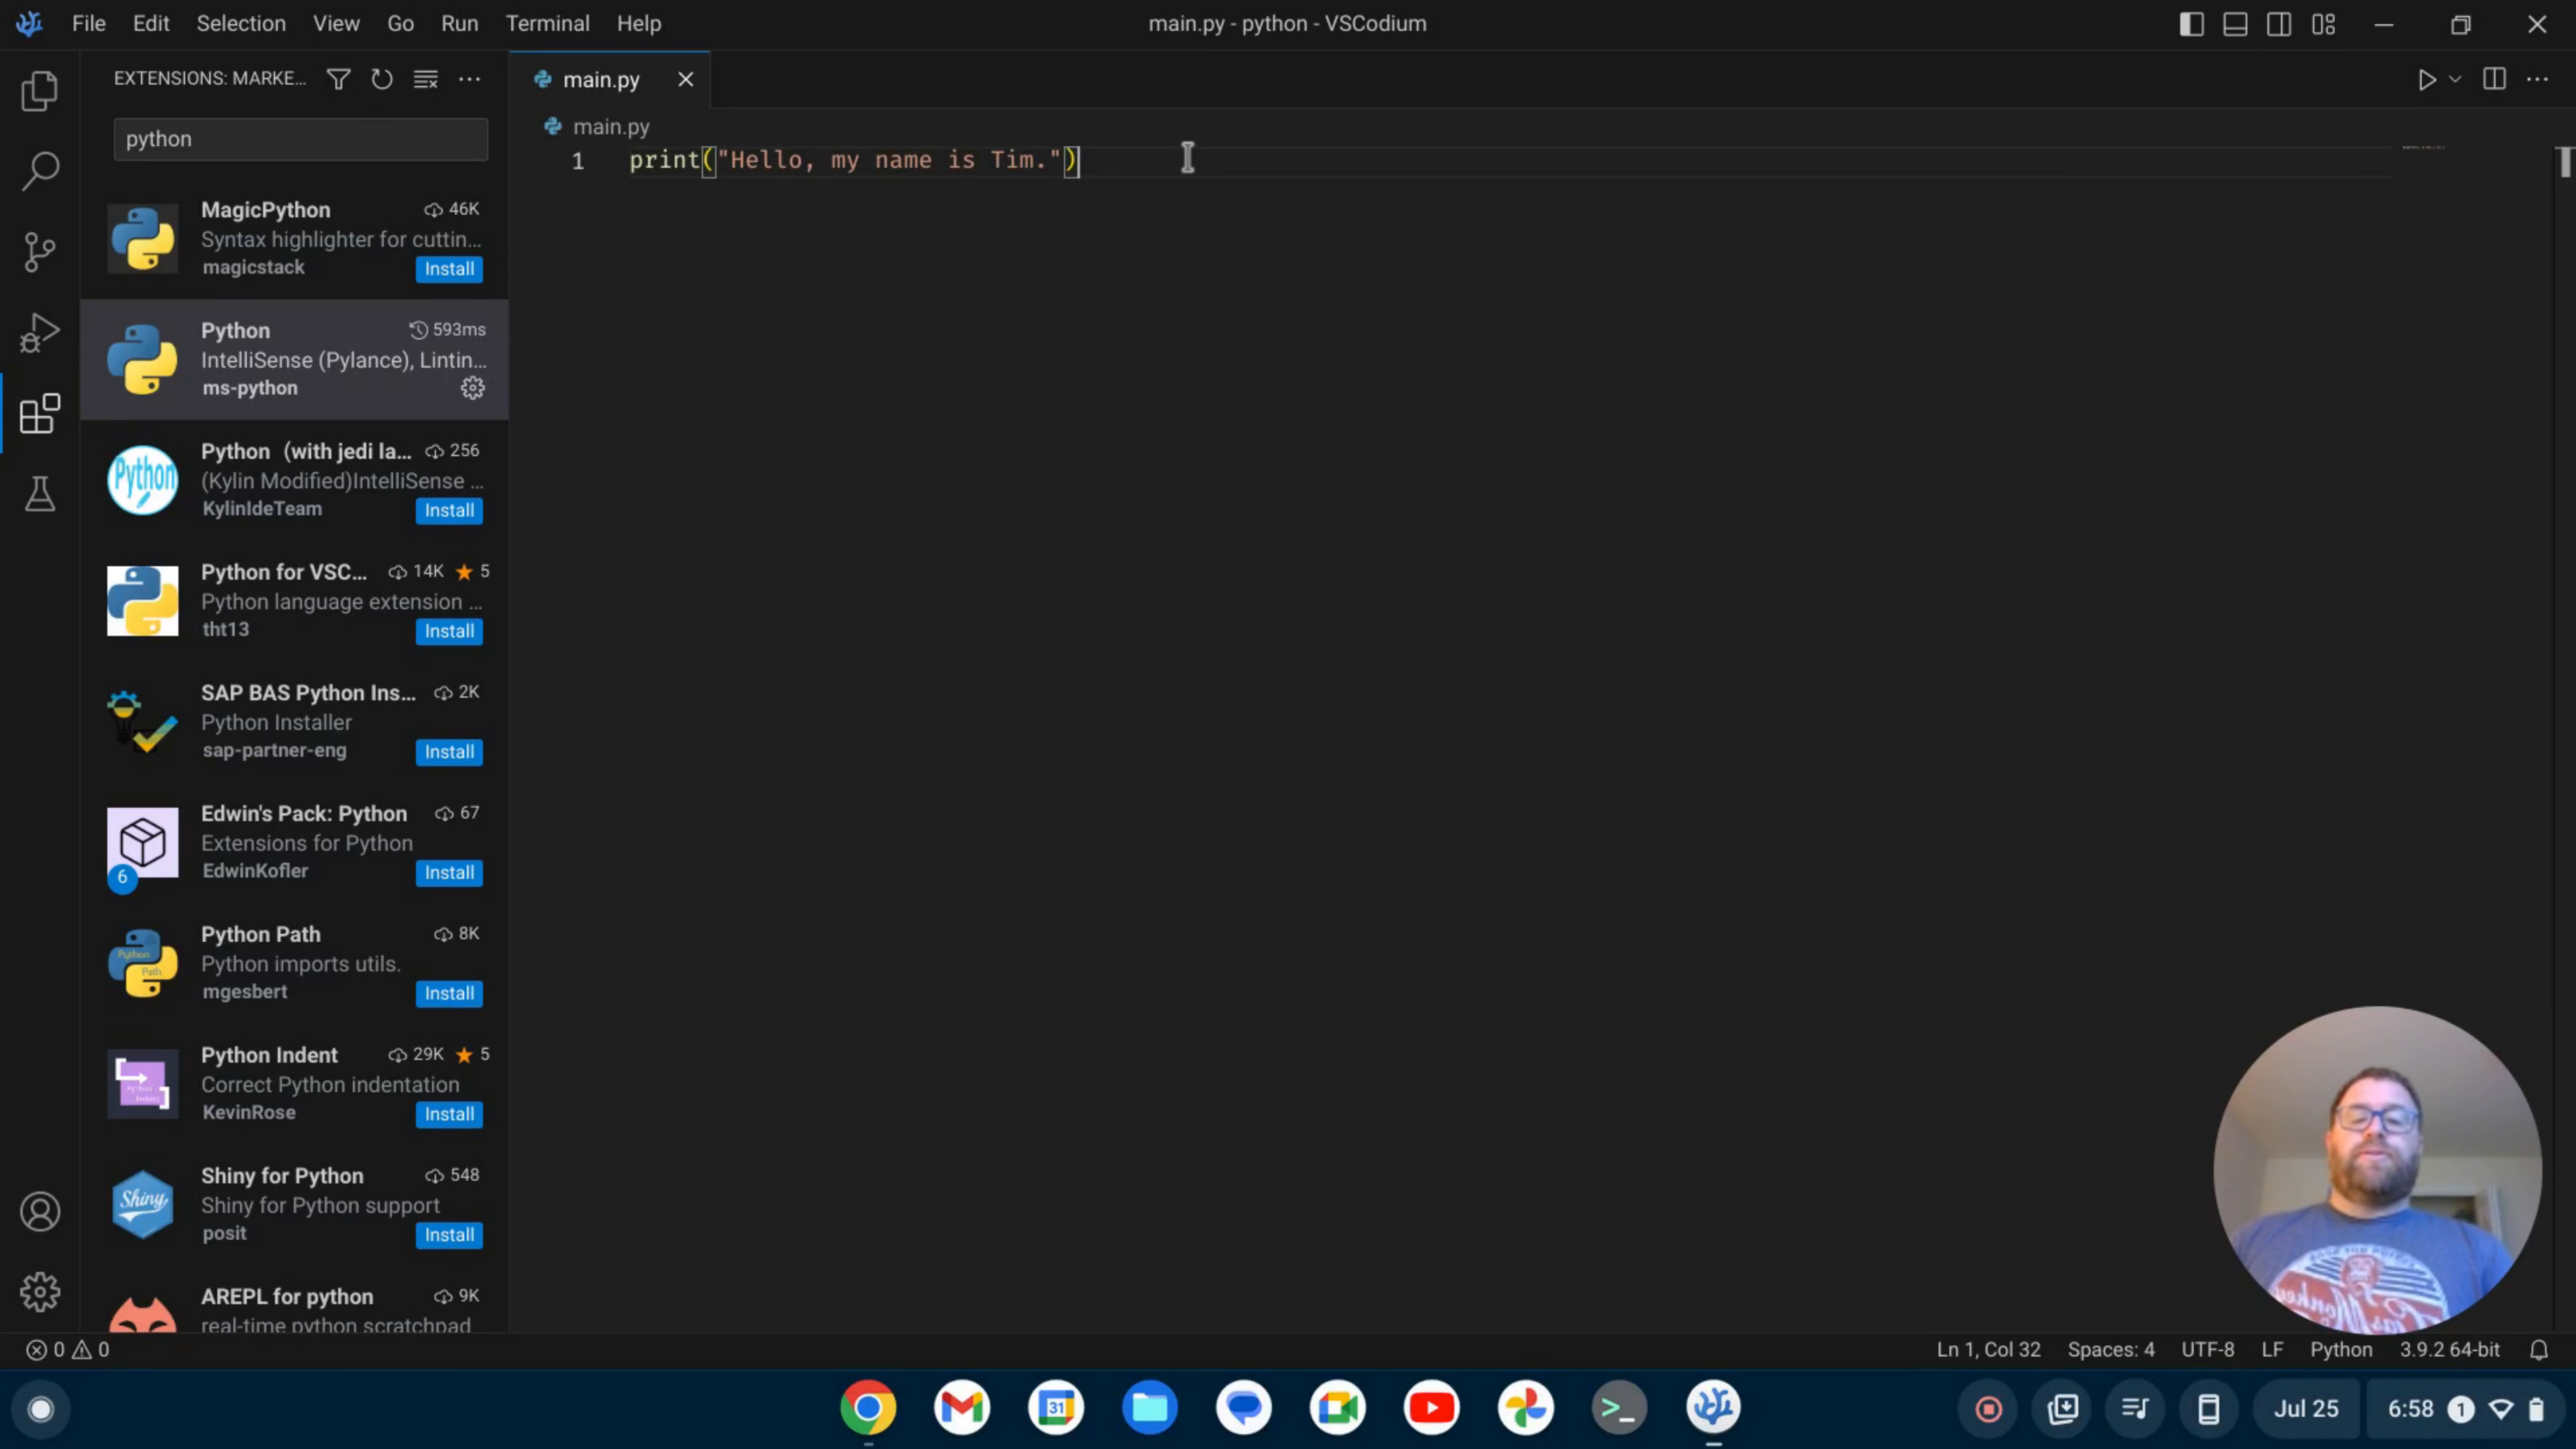 File Edit Selection View Go Run Terminal Help
main.py - python - VSCodium
EXTENSIONS: MARKE...
python
MagicPython 46K
Syntax highlighter for cuttin...
magicstack Install
Python 593ms
IntelliSense (Pylance), Lintin...
ms-python
Python (with jedi la... 256
(Kylin Modified)IntelliSense ...
KylinIdeTeam Install
Python for VSC... 14K ★ 5
Python language extension ...
tht13 Install
SAP BAS Python Ins... 2K
Python Installer
sap-partner-eng Install
Edwin's Pack: Python 67
Extensions for Python
EdwinKofler Install
6
Python Path 8K
Python imports utils.
mgesbert Install
Python Indent 29K ★ 5
Correct Python indentation
KevinRose Install
Shiny for Python 548
Shiny for Python support
posit Install
AREPL for python 9K
real-time python scratchpad
Python
Python
Path
Shiny
main.py
main.py
1 print("Hello, my name is Tim.")
0 0
Ln 1, Col 32 Spaces: 4 UTF-8 LF Python 3.9.2 64-bit
31
>_
Jul 25
6:58 1